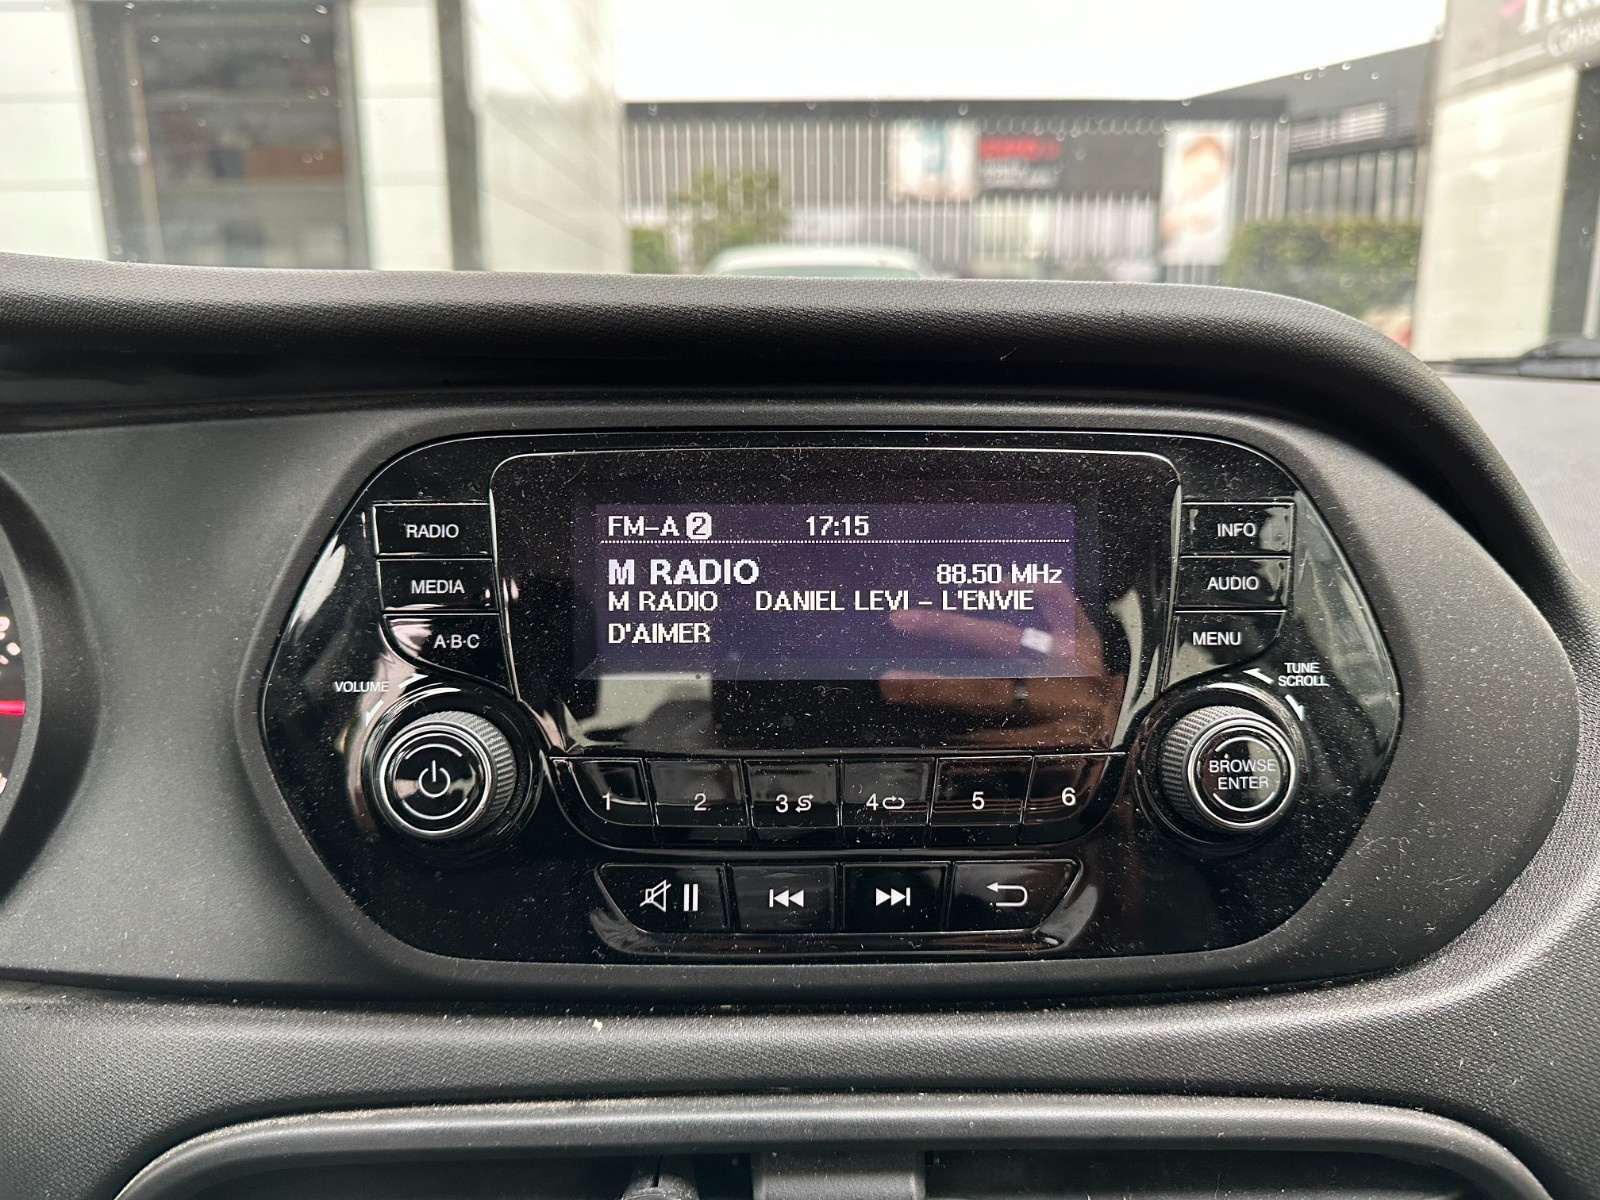 FM-A 2 17:15
M RADIO 88.50 MHz
M RADIO DANIEL LEVI - L'ENVIE
D'AIMER
RADIO
MEDIA
A·B·C
VOLUME
INFO
AUDIO
MENU
TUNE
SCROLL
BROWSE
ENTER
1 2 3 4 5 6